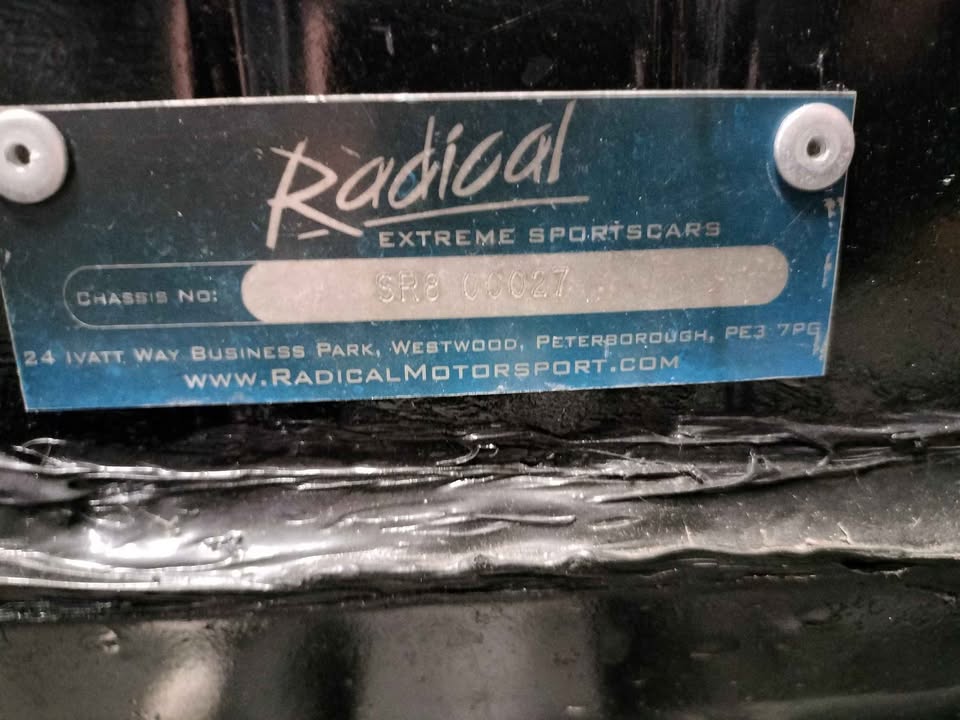 Radical
EXTREME SPORTSCARS
CHASSIS NO: SR8 00027
24 IVATT WAY BUSINESS PARK, WESTWOOD, PETERBOROUGH, PE3 7PG
WWW.RADICALMOTORSPORT.COM